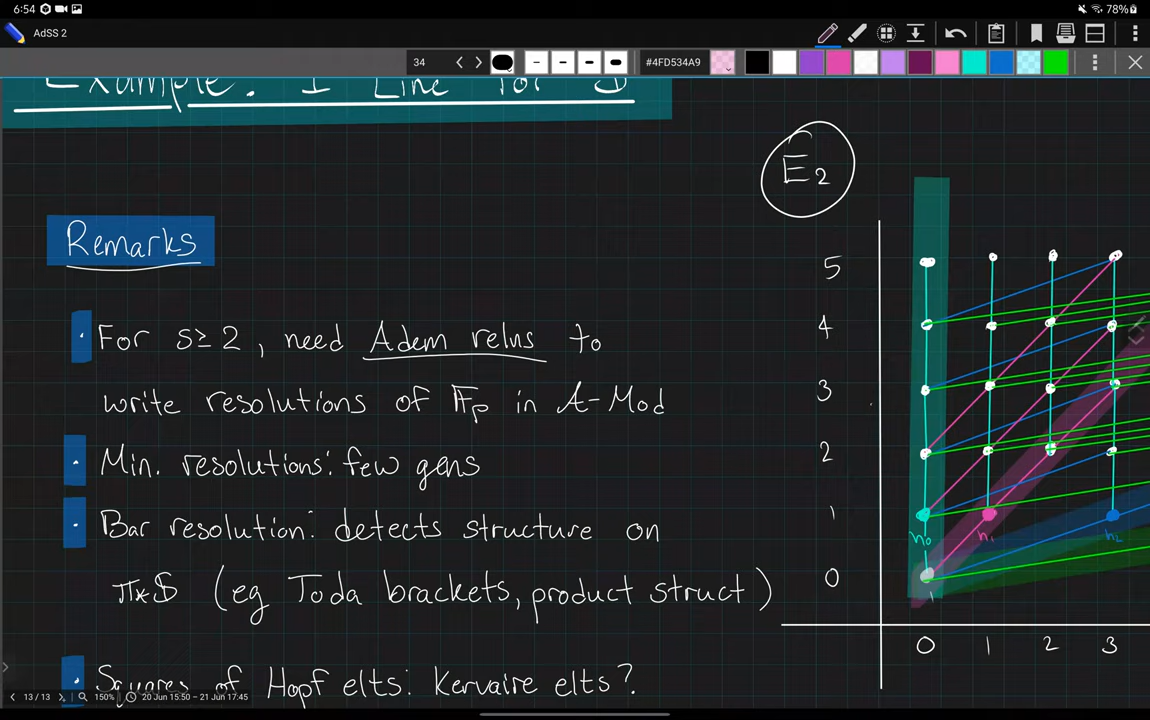 6:54
78%
AdSS 2
34
#4FD534A9
Example: 1 Line for $
E₂
Remarks
5
· For s≥2, need Adem relns to
4
write resolutions of 𝔽p in A-Mod
3
· Min. resolutions: few gens
2
· Bar resolution: detects structure on
1
h₀ h₁ h₂
π*$ (eg Toda brackets, product struct)
0
1
0 1 2 3
· Squares of Hopf elts: Kervaire elts?
13/13 150% 20 Jun 15:50 – 21 Jun 17:45